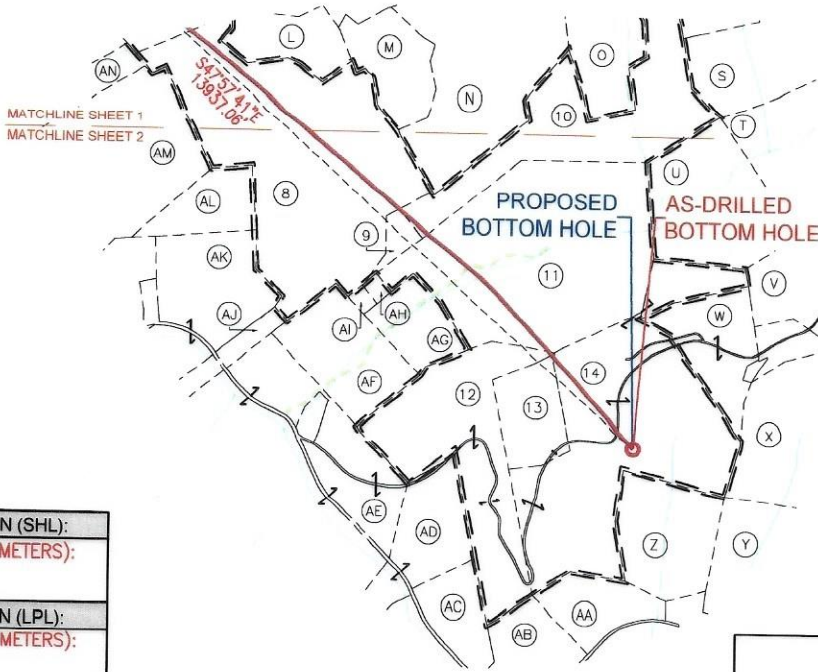 L
M
N
O
S
AN
S47°57'41"E
13937.06'
10
T
MATCHLINE SHEET 1
MATCHLINE SHEET 2
AM
U
AL
8
PROPOSED
BOTTOM HOLE
AS-DRILLED
BOTTOM HOLE
9
AK
11
V
AJ
AI
AH
AG
W
AF
12
13
14
X
AE
AD
Z
Y
AC
AB
AA
N (SHL):
METERS):
N (LPL):
METERS):